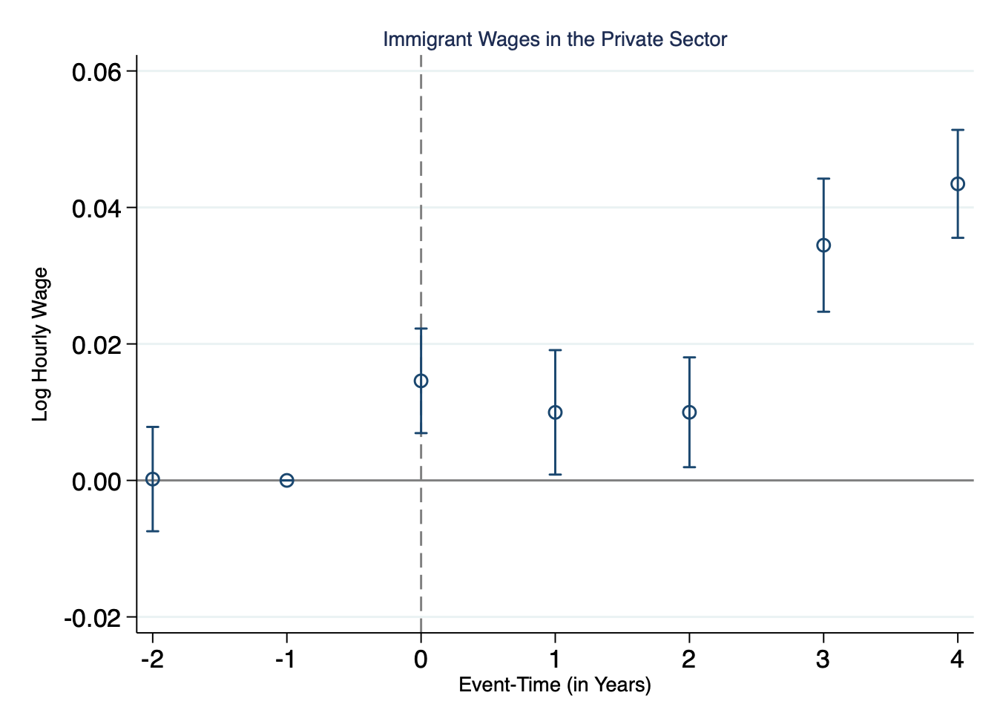 Immigrant Wages in the Private Sector
0.06
0.04
0.02
0.00
-0.02
Log Hourly Wage
-2 -1 0 1 2 3 4
Event-Time (in Years)